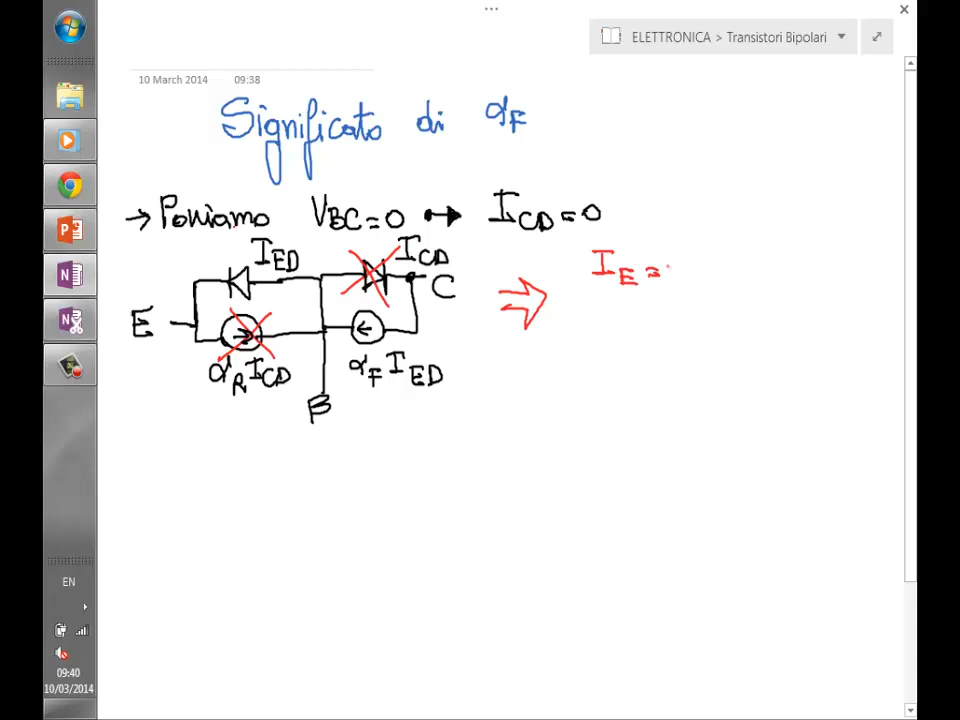 ELETTRONICA > Transistori Bipolari
10 March 2014 09:38
Significato di αF
→ Poniamo VBC = 0 ↦ ICD = 0
IED ICD
C
IE =
E
αR ICD αF IED
B
EN
09:40
10/03/2014